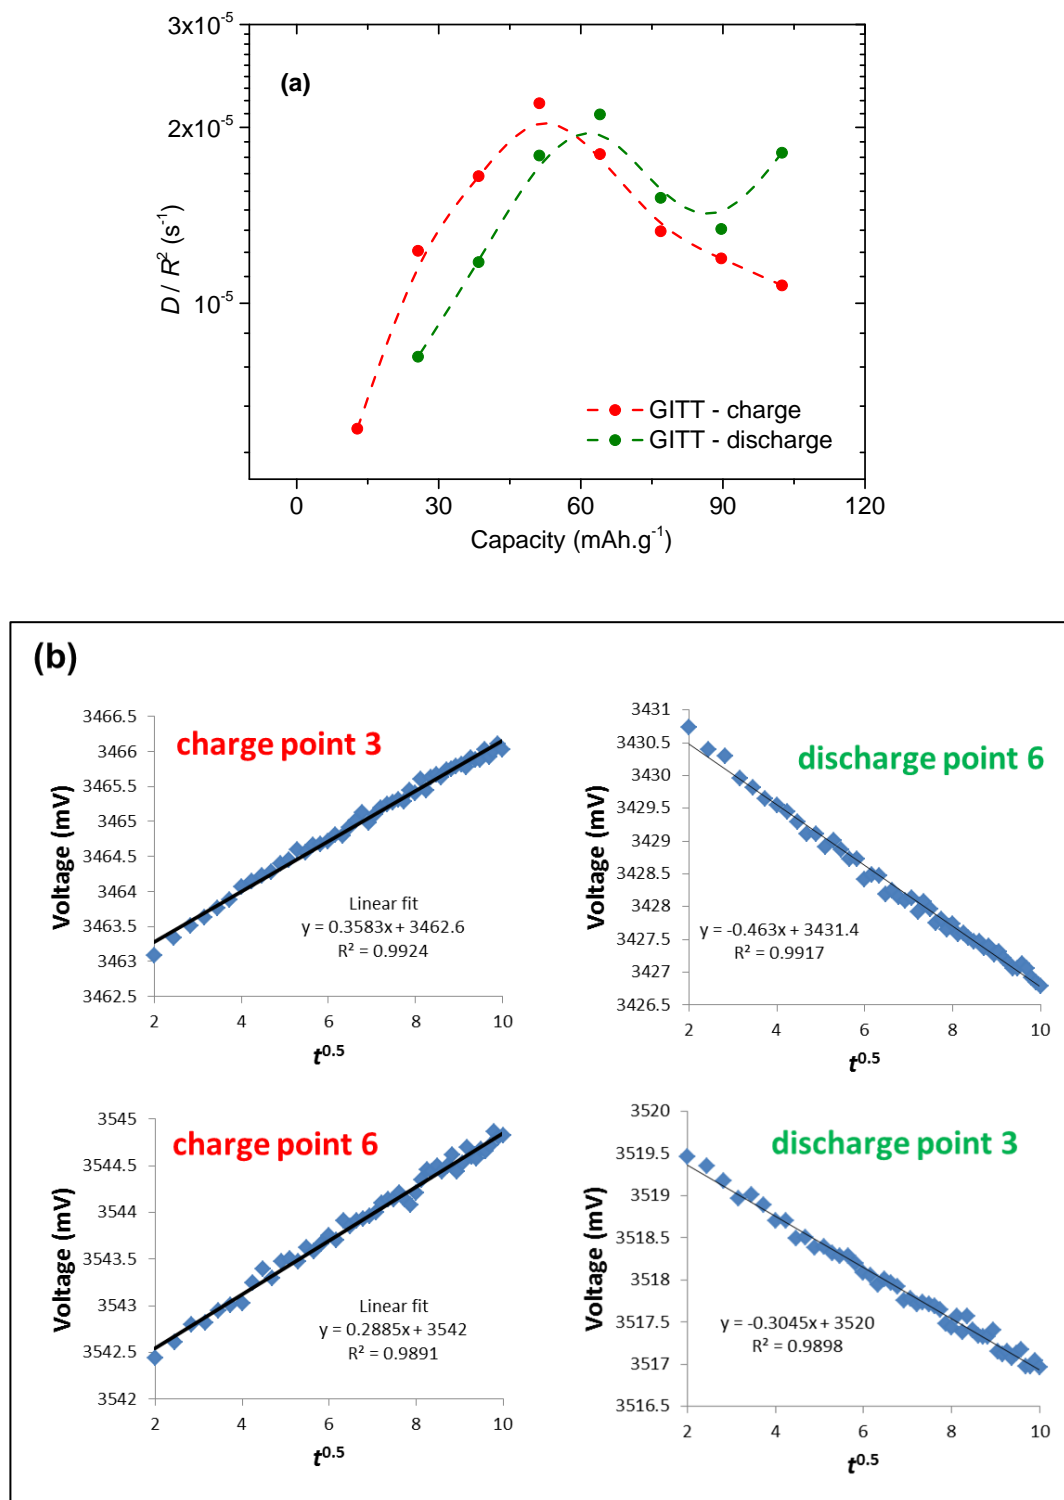 3x10-5
(a)
2x10-5
D / R2 (s-1)
10-5
GITT - charge
GITT - discharge
0 30 60 90 120
Capacity (mAh.g-1)
(b)
3466.5
3466
3465.5
3465
3464.5
3464
3463.5
3463
3462.5
Voltage (mV)
charge point 3
Linear fit
y = 0.3583x + 3462.6
R² = 0.9924
2 4 6 8 10
t0.5
3431
3430.5
3430
3429.5
3429
3428.5
3428
3427.5
3427
3426.5
Voltage (mV)
discharge point 6
y = -0.463x + 3431.4
R² = 0.9917
2 4 6 8 10
t0.5
3545
3544.5
3544
3543.5
3543
3542.5
3542
Voltage (mV)
charge point 6
Linear fit
y = 0.2885x + 3542
R² = 0.9891
2 4 6 8 10
t0.5
3520
3519.5
3519
3518.5
3518
3517.5
3517
3516.5
Voltage (mV)
discharge point 3
y = -0.3045x + 3520
R² = 0.9898
2 4 6 8 10
t0.5